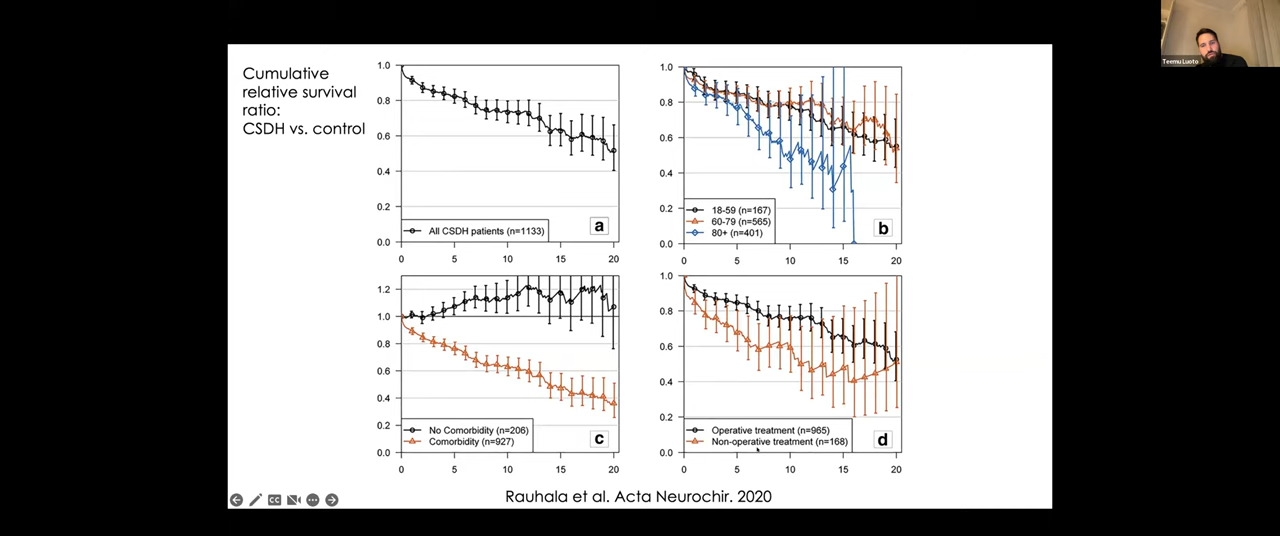 Cumulative
relative survival
ratio:
CSDH vs. control
1.0
0.8
0.6
0.4
0.2
0.0
All CSDH patients (n=1133)
a
0
5
10
15
20
1.0
0.8
0.6
0.4
0.2
0.0
18-59 (n=167)
60-79 (n=565)
80+ (n=401)
b
0
5
10
15
20
1.2
1.0
0.8
0.6
0.4
0.2
0.0
No Comorbidity (n=206)
Comorbidity (n=927)
c
0
5
10
15
20
1.0
0.8
0.6
0.4
0.2
0.0
Operative treatment (n=965)
Non-operative treatment (n=168)
d
0
5
10
15
20
Rauhala et al. Acta Neurochir. 2020
CC
Teemu Luoto